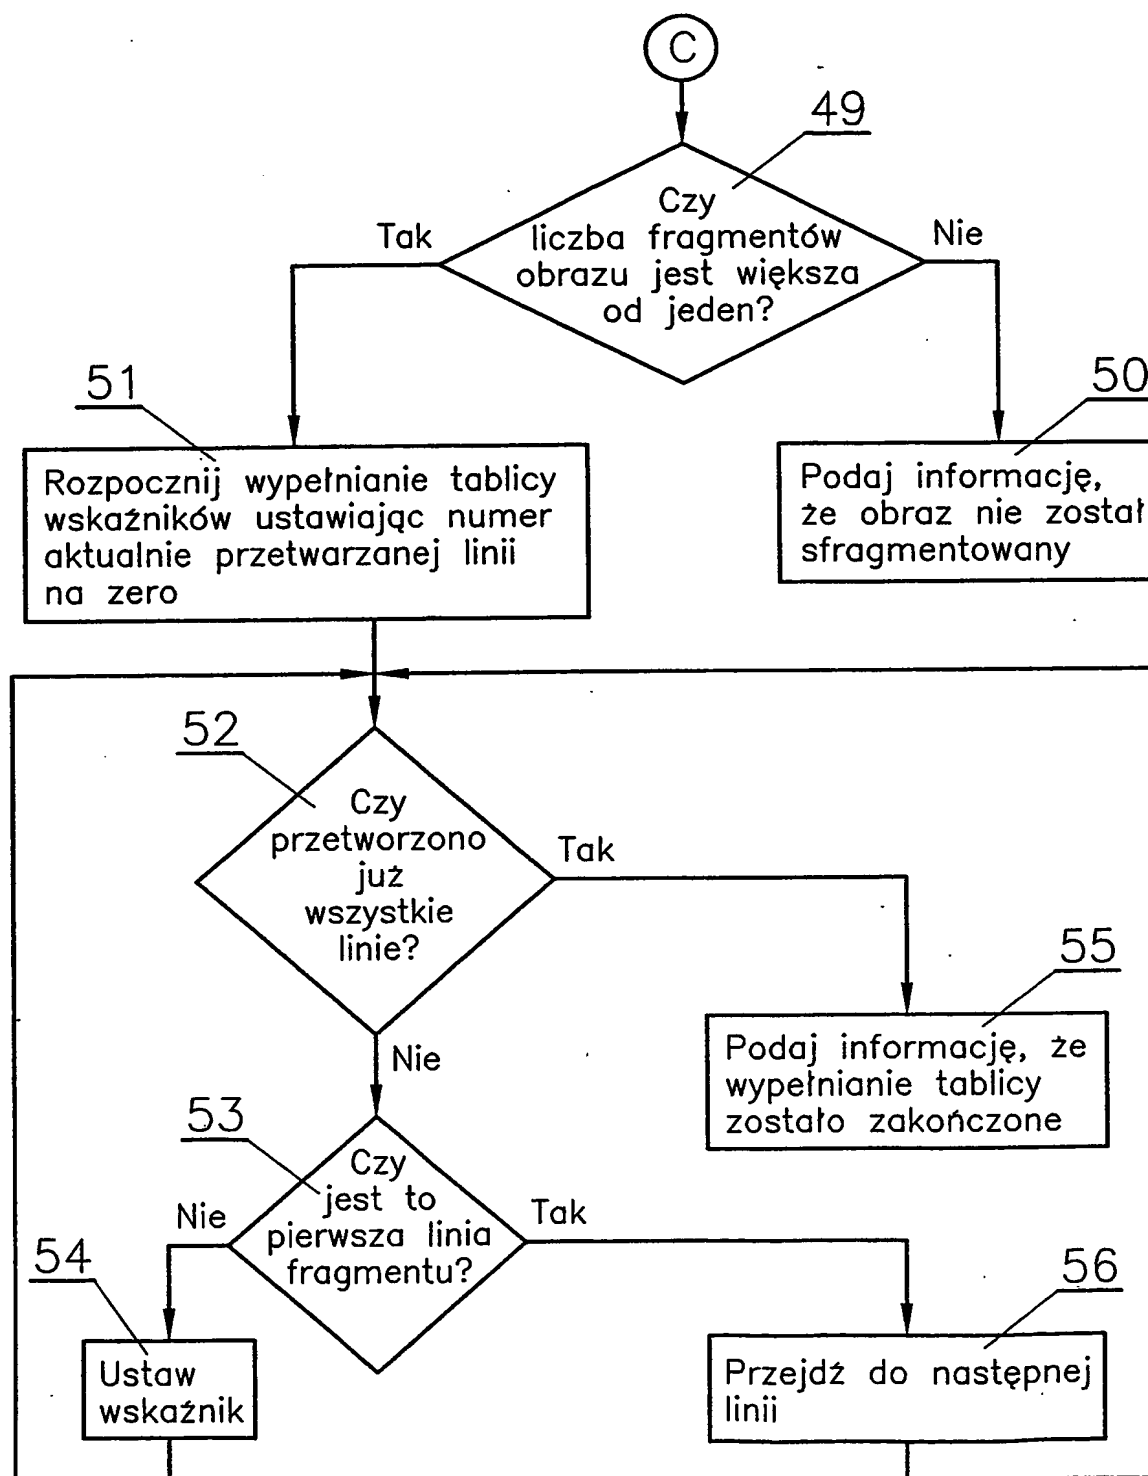 C
49
Czy
liczba fragmentów
obrazu jest większa
od jeden?
Tak
Nie
51
Rozpocznij wypełnianie tablicy
wskaźników ustawiając numer
aktualnie przetwarzanej linii
na zero
50
Podaj informację,
że obraz nie został
sfragmentowany
52
Czy
przetworzono
już
wszystkie
linie?
Tak
Nie
55
Podaj informację, że
wypełnianie tablicy
zostało zakończone
53
Czy
jest to
pierwsza linia
fragmentu?
Nie
Tak
54
Ustaw
wskaźnik
56
Przejdź do następnej
linii